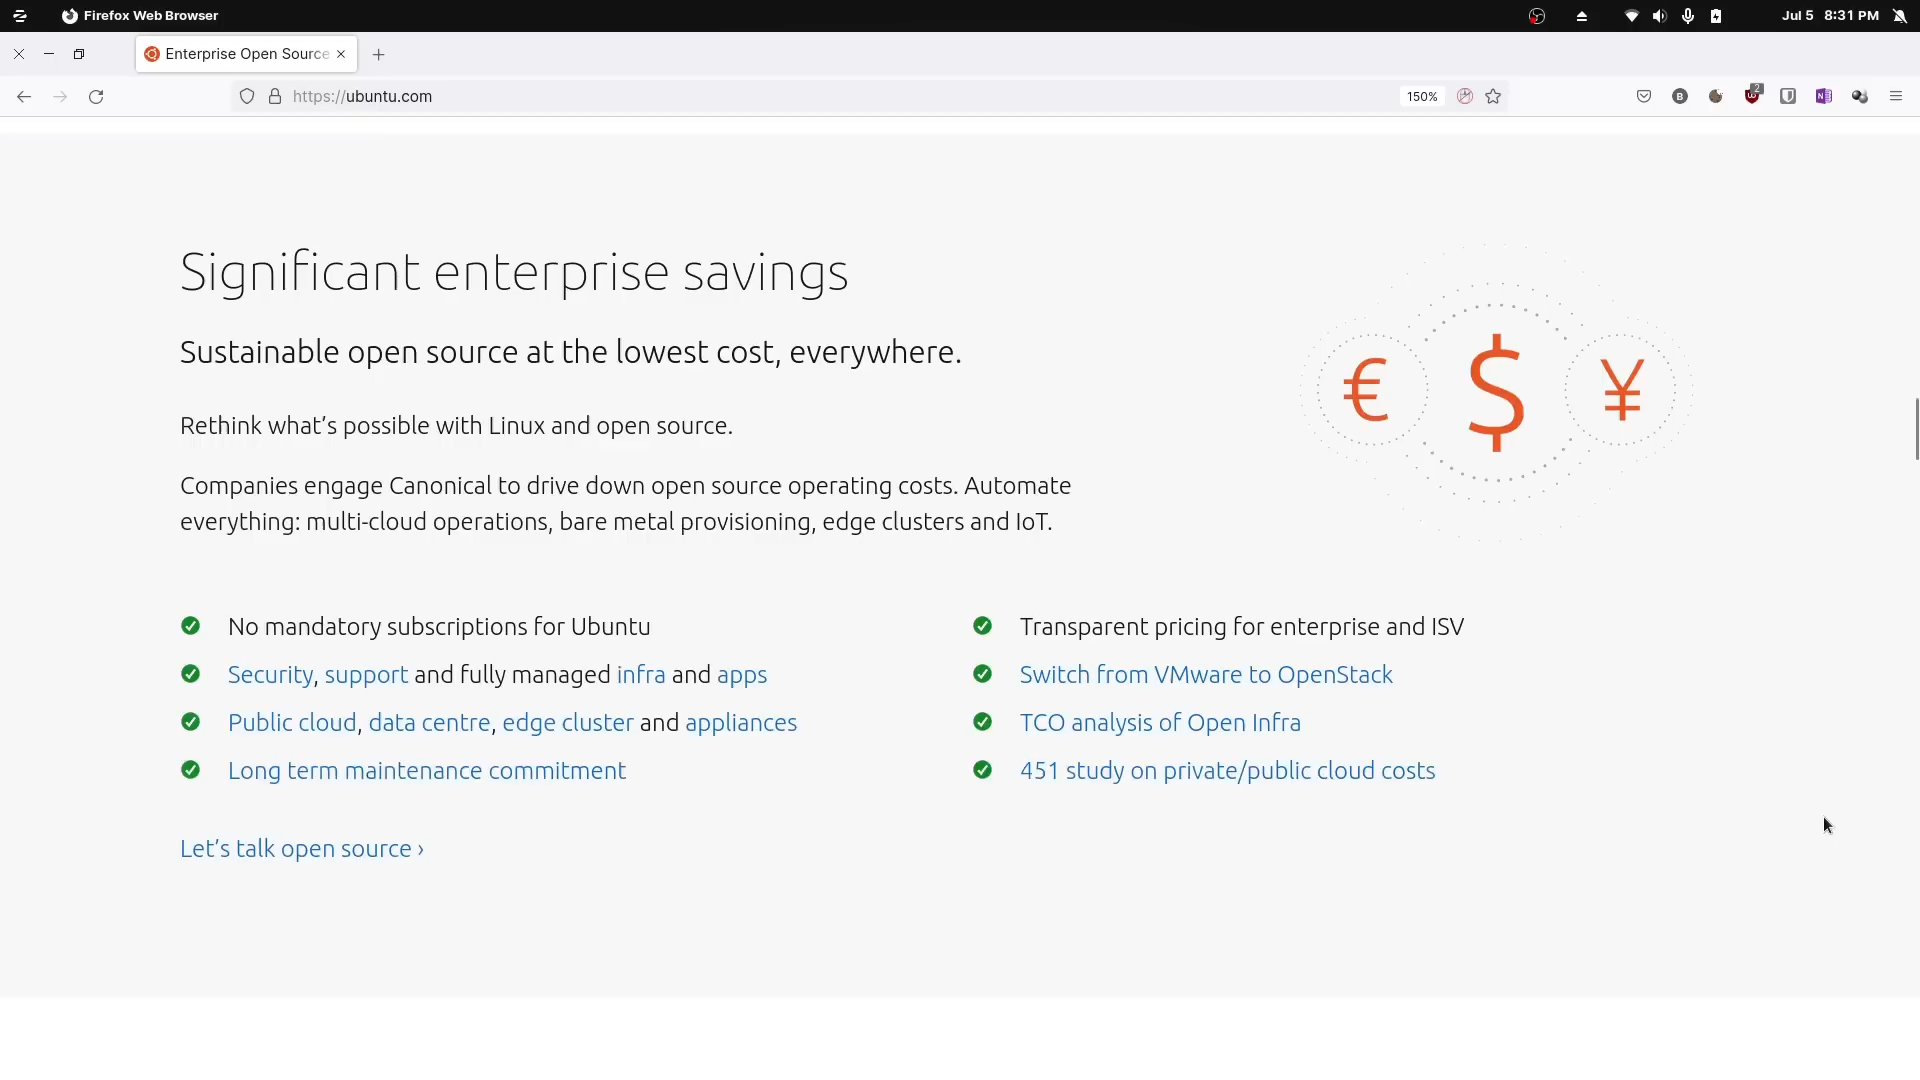 Firefox Web Browser
Jul 5 8:31 PM
Enterprise Open Source
https://ubuntu.com
150%
2
Significant enterprise savings
Sustainable open source at the lowest cost, everywhere.
Rethink what’s possible with Linux and open source.
Companies engage Canonical to drive down open source operating costs. Automate
everything: multi-cloud operations, bare metal provisioning, edge clusters and IoT.
€ $ ¥
No mandatory subscriptions for Ubuntu
Security, support and fully managed infra and apps
Public cloud, data centre, edge cluster and appliances
Long term maintenance commitment
Transparent pricing for enterprise and ISV
Switch from VMware to OpenStack
TCO analysis of Open Infra
451 study on private/public cloud costs
Let’s talk open source ›